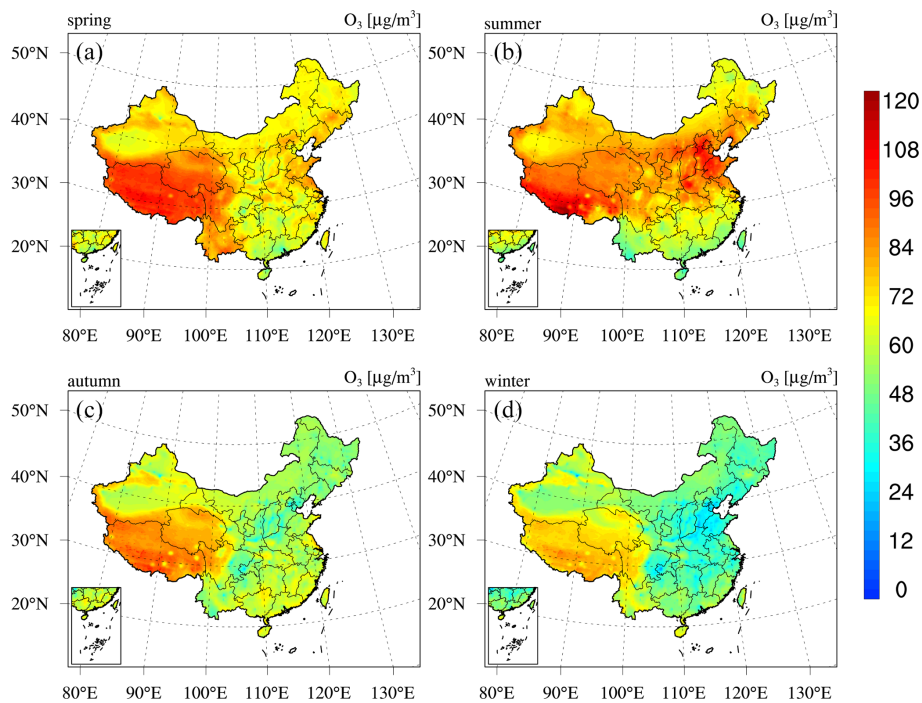 spring O₃ [µg/m³]
(a)
50°N
40°N
30°N
20°N
80°E 90°E 100°E 110°E 120°E 130°E
summer O₃ [µg/m³]
(b)
50°N
40°N
30°N
20°N
80°E 90°E 100°E 110°E 120°E 130°E
autumn O₃ [µg/m³]
(c)
50°N
40°N
30°N
20°N
80°E 90°E 100°E 110°E 120°E 130°E
winter O₃ [µg/m³]
(d)
50°N
40°N
30°N
20°N
80°E 90°E 100°E 110°E 120°E 130°E
120
108
96
84
72
60
48
36
24
12
0